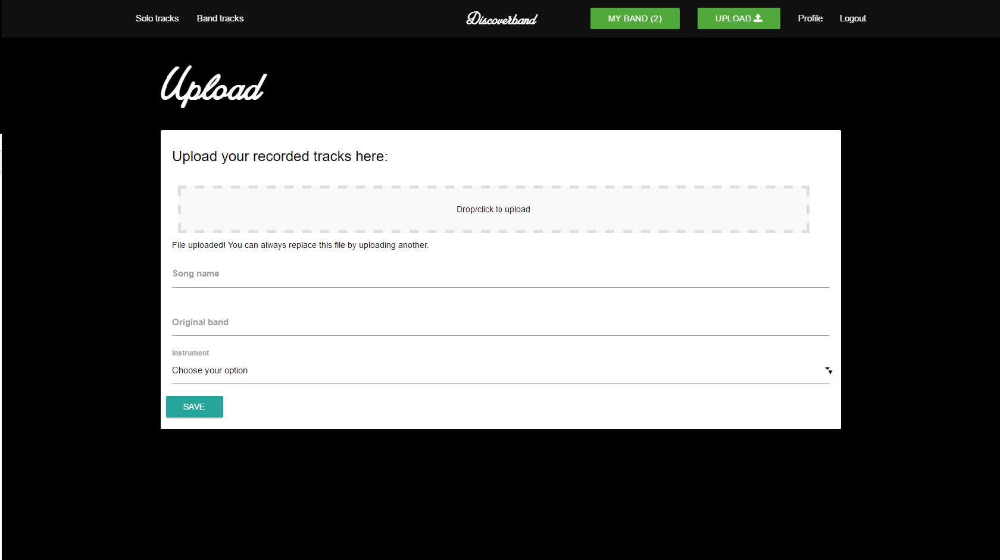 Solo tracks Band tracks Discoverband MY BAND (2) UPLOAD Profile Logout
Upload
Upload your recorded tracks here:
Drop/click to upload
File uploaded! You can always replace this file by uploading another.
Song name
Original band
Instrument
Choose your option
SAVE